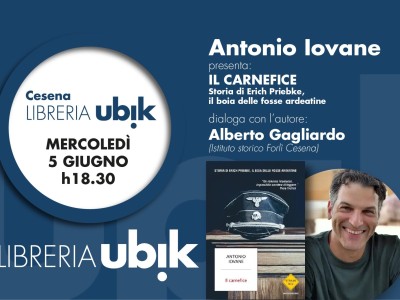 Cesena
LIBRERIA ubik
MERCOLEDÌ
5 GIUGNO
h18.30
LIBRERIA ubik
Antonio Iovane
presenta:
IL CARNEFICE
Storia di Erich Priebke,
il boia delle fosse ardeatine
dialoga con l'autore:
Alberto Gagliardo
(Istituto storico Forlì Cesena)
STORIA DI ERICH PRIEBKE, IL BOIA DELLE FOSSE ARDEATINE
ANTONIO
IOVANE
Il carnefice